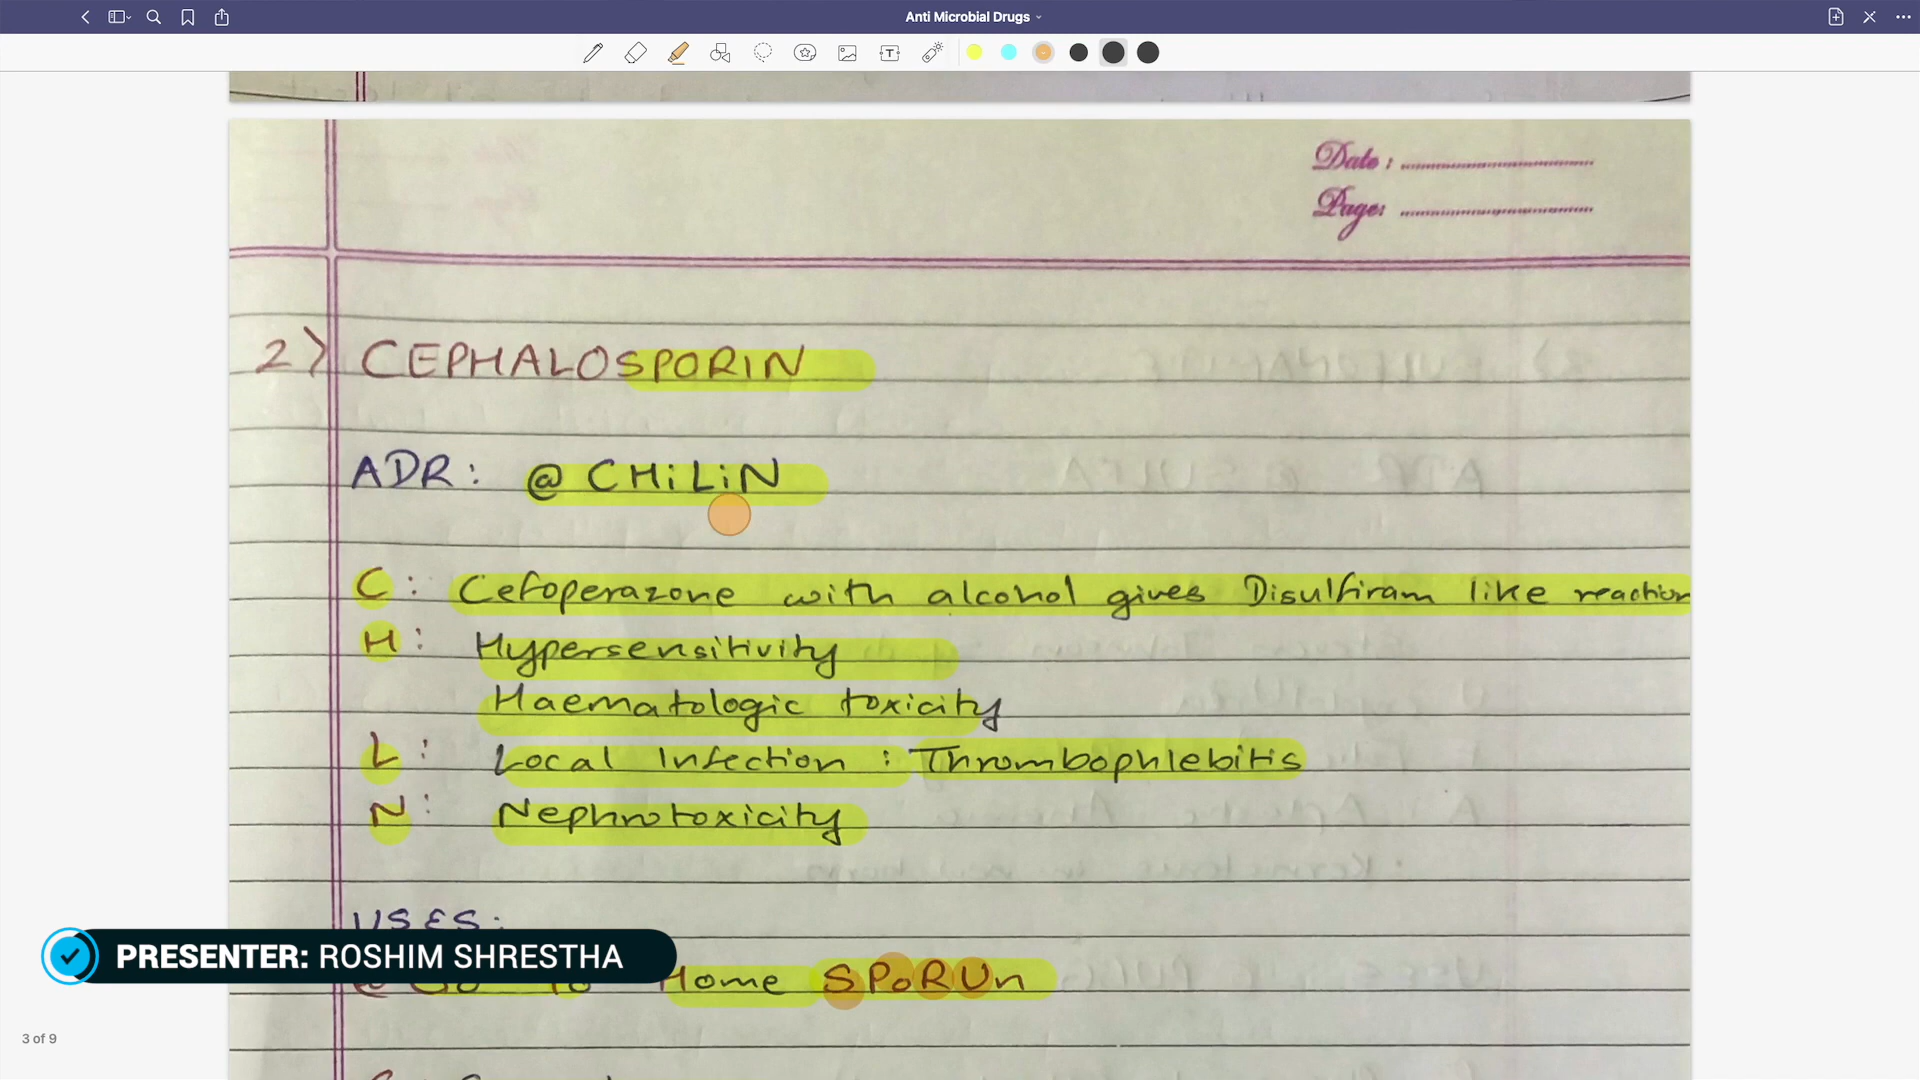 Anti Microbial Drugs
Date :
Page:
2) CEPHALOSPORIN
ADR: @ CHiLiN
C: Cefoperazone with alcohol gives Disulfiram like reaction
H: Hypersensitivity
Haematologic toxicity
L: Local Infection : Thrombophlebitis
N: Nephrotoxicity
USES:
Home SPoRUn
PRESENTER: ROSHIM SHRESTHA
3 of 9